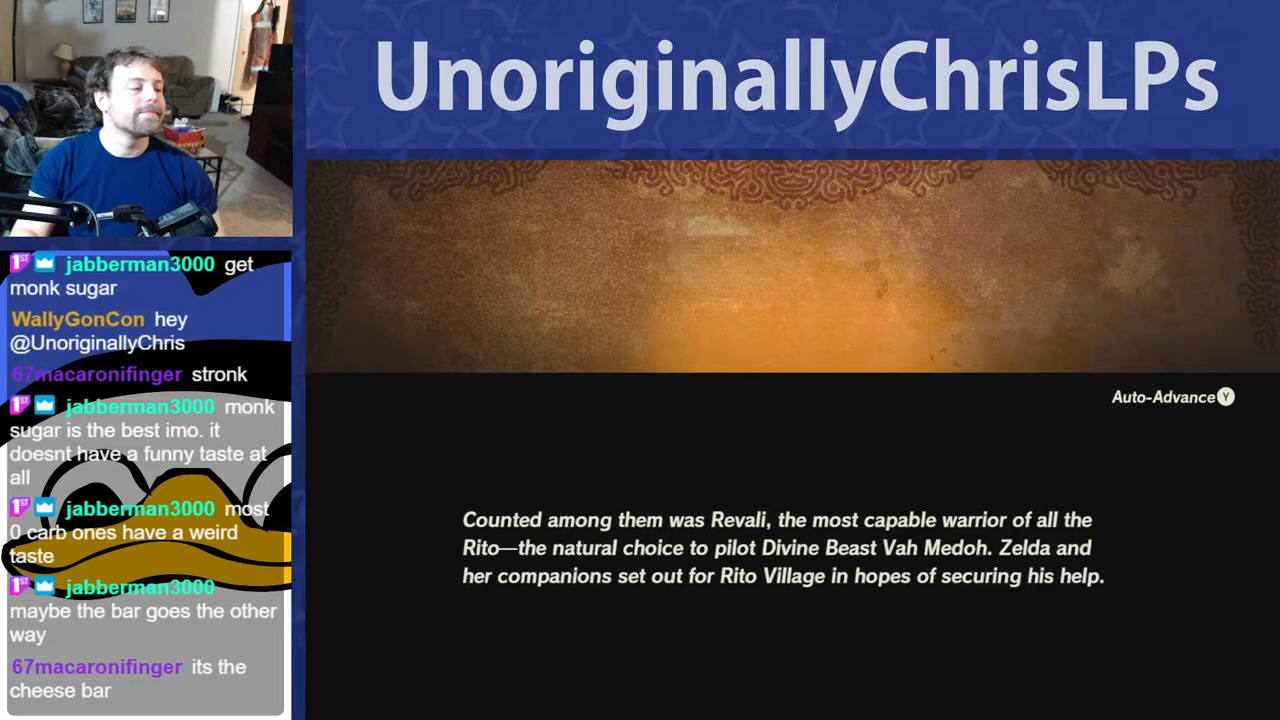 UnoriginallyChrisLPs
jabberman3000 get
monk sugar
WallyGonCon hey
@UnoriginallyChris
67macaronifinger stronk
jabberman3000 monk
sugar is the best imo. it
doesnt have a funny taste at
all
jabberman3000 most
0 carb ones have a weird
taste
jabberman3000
maybe the bar goes the other
way
67macaronifinger its the
cheese bar
Auto-Advance Y
Counted among them was Revali, the most capable warrior of all the
Rito—the natural choice to pilot Divine Beast Vah Medoh. Zelda and
her companions set out for Rito Village in hopes of securing his help.